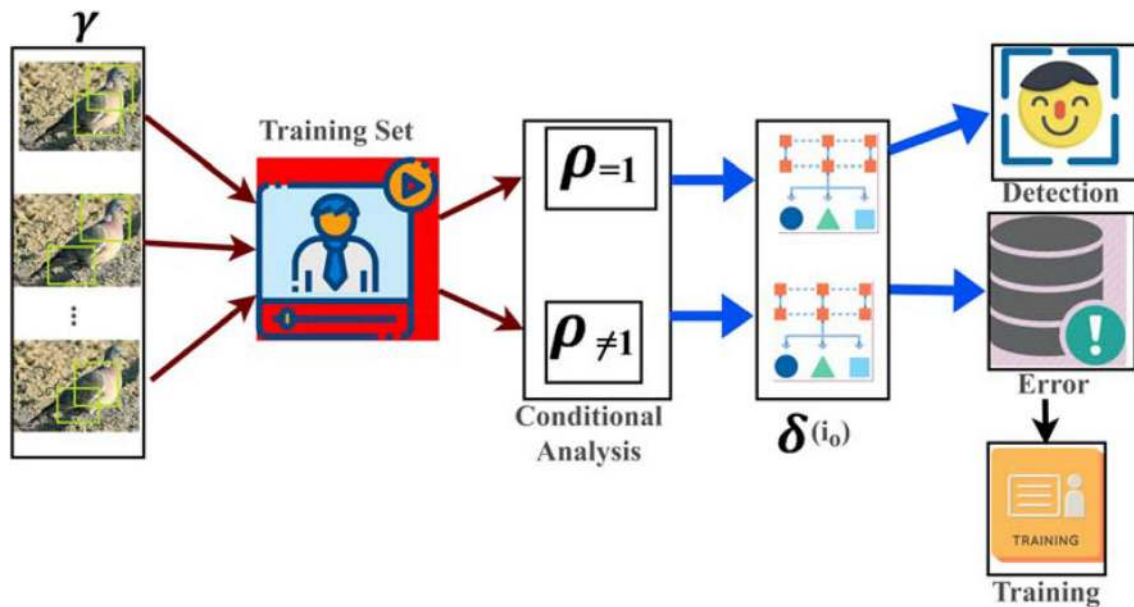 γ
Training Set
ρ=1
ρ≠1
Conditional
Analysis
δ(i₀)
Detection
Error
TRAINING
Training